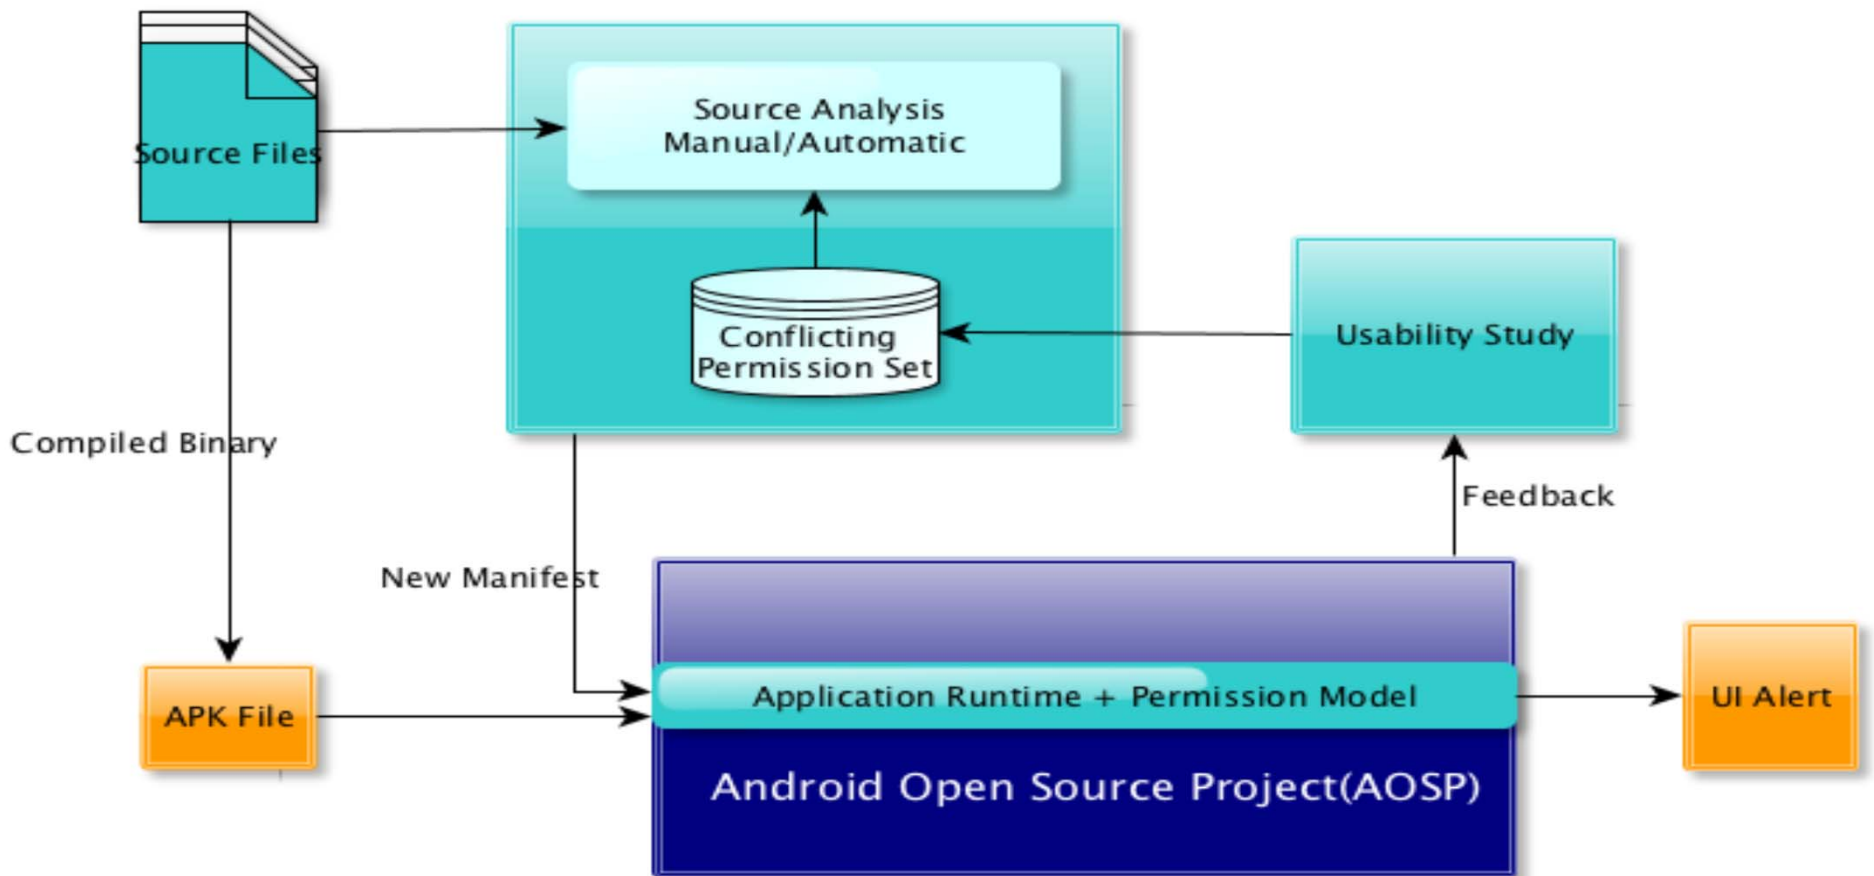 Source Files
Source Analysis
Manual/Automatic
Conflicting
Permission Set
Usability Study
Compiled Binary
Feedback
New Manifest
APK File
Application Runtime + Permission Model
UI Alert
Android Open Source Project(AOSP)